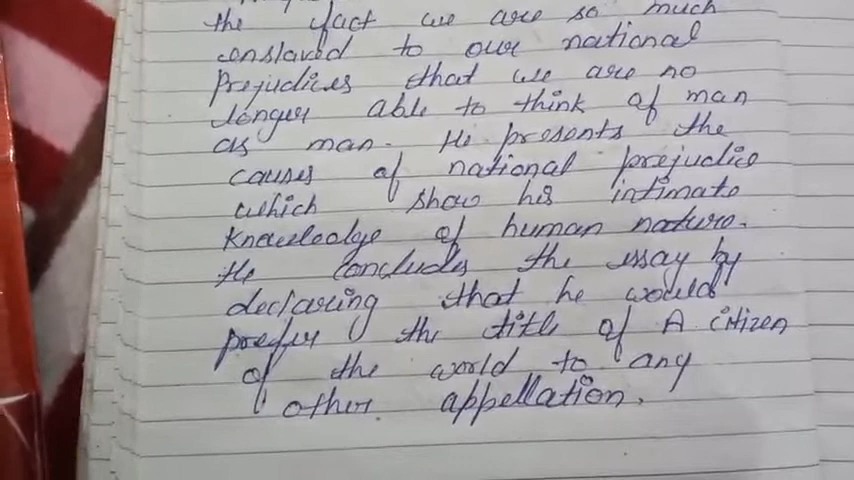 the fact we are so much
enslaved to our national
Prejudices that we are no
longer able to think of man
as man. He presents the
causes of national prejudice
which show his intimate
knowledge of human nature.
He concludes the essay by
declaring that he would
prefer the title of A citizen
of the world to any
other appellation.